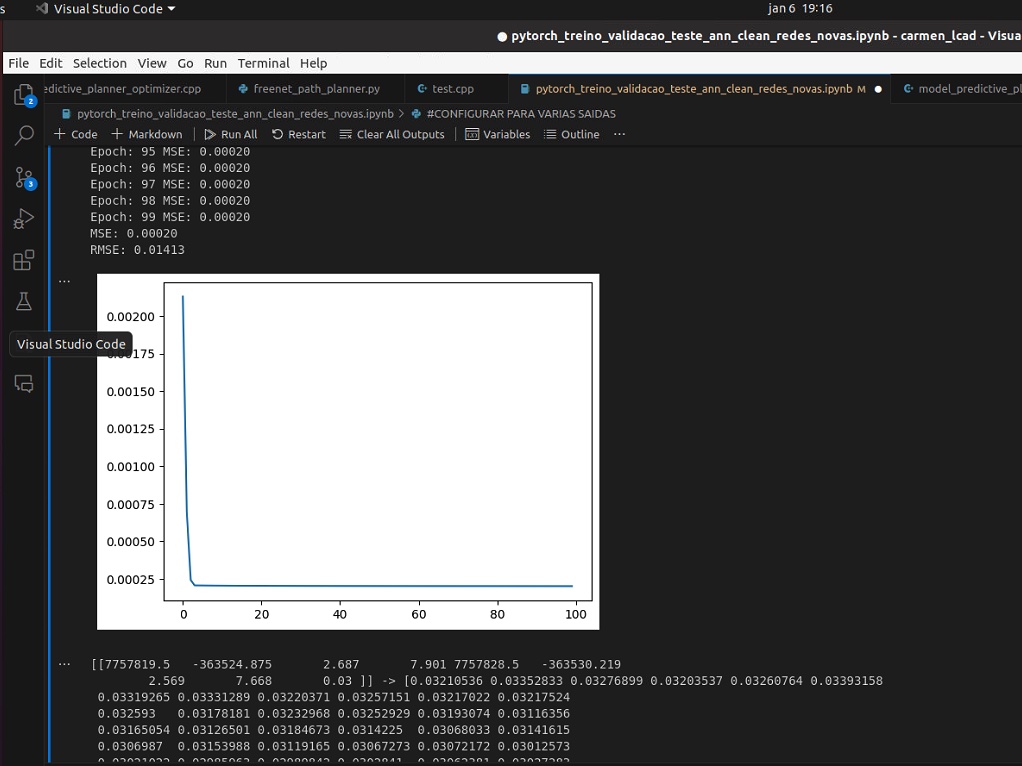 s Visual Studio Code jan 6 19:16
● pytorch_treino_validacao_teste_ann_clean_redes_novas.ipynb - carmen_lcad - Visua
File Edit Selection View Go Run Terminal Help
edictive_planner_optimizer.cpp freenet_path_planner.py test.cpp pytorch_treino_validacao_teste_ann_clean_redes_novas.ipynb M ● model_predictive_pl
2
pytorch_treino_validacao_teste_ann_clean_redes_novas.ipynb > #CONFIGURAR PARA VARIAS SAIDAS
+ Code + Markdown Run All Restart Clear All Outputs Variables Outline ...
Epoch: 95 MSE: 0.00020
Epoch: 96 MSE: 0.00020
Epoch: 97 MSE: 0.00020
3
Epoch: 98 MSE: 0.00020
Epoch: 99 MSE: 0.00020
MSE: 0.00020
RMSE: 0.01413
...
0.00200
Visual Studio Code
0.00175
0.00150
0.00125
0.00100
0.00075
0.00050
0.00025
0 20 40 60 80 100
... [[7757819.5 -363524.875 2.687 7.901 7757828.5 -363530.219
2.569 7.668 0.03 ]] -> [0.03210536 0.03352833 0.03276899 0.03203537 0.03260764 0.03393158
0.03319265 0.03331289 0.03220371 0.03257151 0.03217022 0.03217524
0.032593 0.03178181 0.03232968 0.03252929 0.03193074 0.03116356
0.03165054 0.03126501 0.03184673 0.0314225 0.03068033 0.03141615
0.0306987 0.03153988 0.03119165 0.03067273 0.03072172 0.03012573